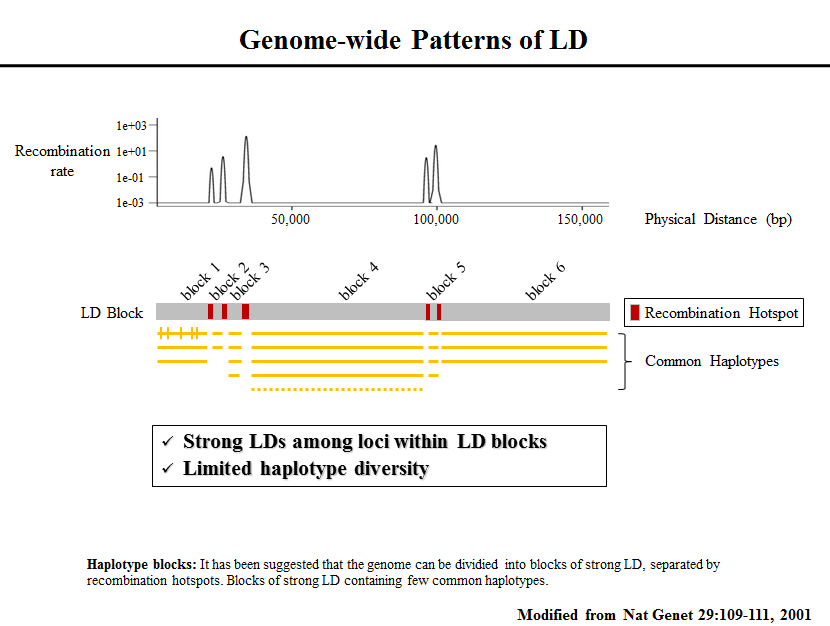 Genome-wide Patterns of LD
Recombination
rate
1e+03
1e+01
1e-01
1e-03
50,000
100,000
150,000
Physical Distance (bp)
block 1
block 2
block 3
block 4
block 5
block 6
LD Block
Recombination Hotspot
Common Haplotypes
✓ Strong LDs among loci within LD blocks
✓ Limited haplotype diversity
Haplotype blocks: It has been suggested that the genome can be dividied into blocks of strong LD, separated by
recombination hotspots. Blocks of strong LD containing few common haplotypes.
Modified from Nat Genet 29:109-111, 2001